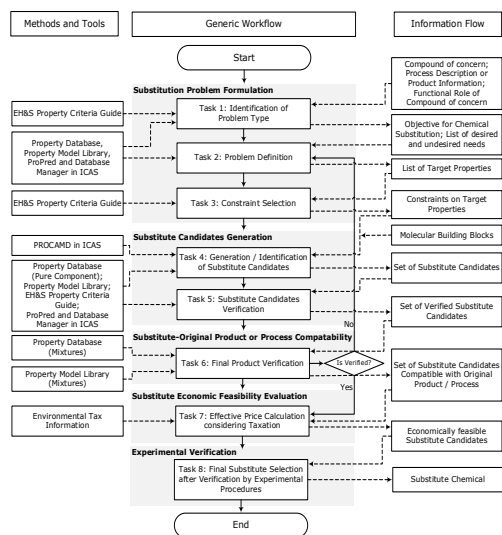 Methods and Tools
Generic Workflow
Information Flow
Start
Substitution Problem Formulation
Compound of concern;
Process Description or
Product Information;
Functional Role of
Compound of concern
EH&S Property Criteria Guide
Task 1: Identification of
Problem Type
Objective for
Chemical Substitution; List of desired
and undesired needs
Property Database,
Property Model Library,
ProPred and Database
Manager in ICAS
Task 2: Problem Definition
List of Target Properties
EH&S Property Criteria Guide
Task 3: Constraint Selection
Constraints on Target
Properties
Substitute Candidates Generation
Molecular Building Blocks
PROCAMD in ICAS
Task 4: Generation / Identification
of Substitute Candidates
Set of Substitute Candidates
Property Database
(Pure Component);
Property Model Library;
EH&S Property Criteria
Guide;
ProPred and Database
Manager in ICAS
Task 5: Substitute Candidates
Verification
Set of Verified Substitute
Candidates
No
Substitute-Original Product or Process Compatability
Property Database
(Mixtures)
Task 6: Final Product Verification
Is Verified?
Property Model Library
(Mixtures)
Set of Substitute Candidates
Compatible with Original
Product / Process
Yes
Substitute Economic Feasibility Evaluation
Environmental Tax
Information
Task 7: Effective Price Calculation
considering Taxation
Economically feasible
Substitute Candidates
Experimental Verification
Task 8: Final Substitute Selection
after Verification by Experimental
Procedures
Substitute Chemical
End